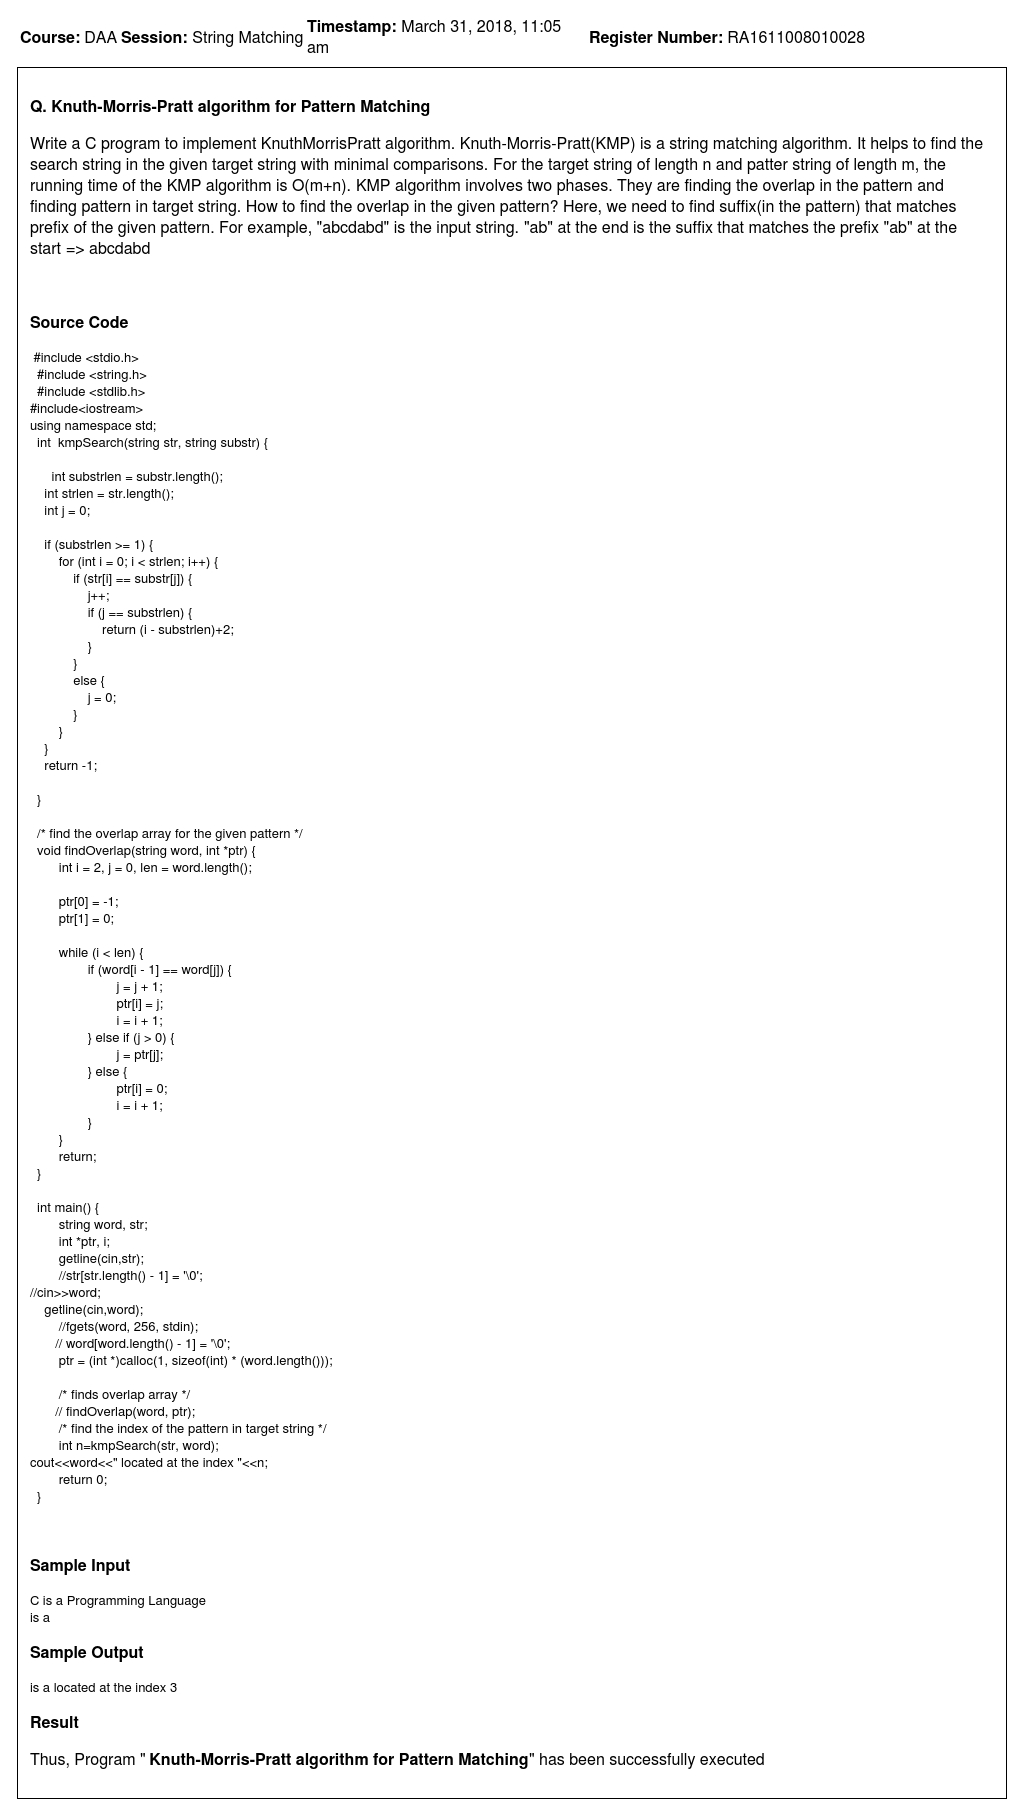 Course: DAA Session: String Matching Timestamp: March 31, 2018, 11:05 am Register Number: RA1611008010028
Q. Knuth-Morris-Pratt algorithm for Pattern Matching
Write a C program to implement KnuthMorrisPratt algorithm. Knuth-Morris-Pratt(KMP) is a string matching algorithm. It helps to find the
search string in the given target string with minimal comparisons. For the target string of length n and patter string of length m, the
running time of the KMP algorithm is O(m+n). KMP algorithm involves two phases. They are finding the overlap in the pattern and
finding pattern in target string. How to find the overlap in the given pattern? Here, we need to find suffix(in the pattern) that matches
prefix of the given pattern. For example, "abcdabd" is the input string. "ab" at the end is the suffix that matches the prefix "ab" at the
start => abcdabd
Source Code
#include <stdio.h>
#include <string.h>
#include <stdlib.h>
#include<iostream>
using namespace std;
int  kmpSearch(string str, string substr) {
int substrlen = substr.length();
int strlen = str.length();
int j = 0;
if (substrlen >= 1) {
for (int i = 0; i < strlen; i++) {
if (str[i] == substr[j]) {
j++;
if (j == substrlen) {
return (i - substrlen)+2;
}
}
else {
j = 0;
}
}
}
return -1;
}
/* find the overlap array for the given pattern */
void findOverlap(string word, int *ptr) {
int i = 2, j = 0, len = word.length();
ptr[0] = -1;
ptr[1] = 0;
while (i < len) {
if (word[i - 1] == word[j]) {
j = j + 1;
ptr[i] = j;
i = i + 1;
} else if (j > 0) {
j = ptr[j];
} else {
ptr[i] = 0;
i = i + 1;
}
}
return;
}
int main() {
string word, str;
int *ptr, i;
getline(cin,str);
//str[str.length() - 1] = '\0';
//cin>>word;
getline(cin,word);
//fgets(word, 256, stdin);
// word[word.length() - 1] = '\0';
ptr = (int *)calloc(1, sizeof(int) * (word.length()));
/* finds overlap array */
// findOverlap(word, ptr);
/* find the index of the pattern in target string */
int n=kmpSearch(str, word);
cout<<word<<" located at the index "<<n;
return 0;
}
Sample Input
C is a Programming Language
is a
Sample Output
is a located at the index 3
Result
Thus, Program " Knuth-Morris-Pratt algorithm for Pattern Matching" has been successfully executed